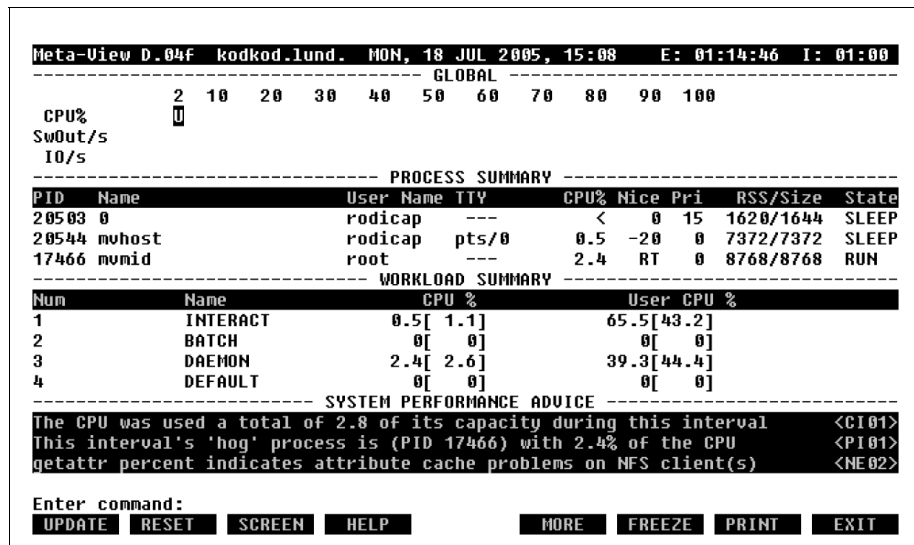 Meta-View D.04f kodkod.lund. MON, 18 JUL 2005, 15:08 E: 01:14:46 I: 01:00
------------------------------------ GLOBAL ------------------------------------
2 10 20 30 40 50 60 70 80 90 100
CPU% U
SwOut/s
IO/s
-------------------------------- PROCESS SUMMARY --------------------------------
PID Name User Name TTY CPU% Nice Pri RSS/Size State
20503 0 rodicap --- < 0 15 1620/1644 SLEEP
20544 mvhost rodicap pts/0 0.5 -20 0 7372/7372 SLEEP
17466 mvmid root --- 2.4 RT 0 8768/8768 RUN
------------------------------- WORKLOAD SUMMARY --------------------------------
Num Name CPU % User CPU %
1 INTERACT 0.5[ 1.1] 65.5[43.2]
2 BATCH 0[ 0] 0[ 0]
3 DAEMON 2.4[ 2.6] 39.3[44.4]
4 DEFAULT 0[ 0] 0[ 0]
-------------------------- SYSTEM PERFORMANCE ADVICE ---------------------------
The CPU was used a total of 2.8 of its capacity during this interval <CI01>
This interval's 'hog' process is (PID 17466) with 2.4% of the CPU <PI01>
getattr percent indicates attribute cache problems on NFS client(s) <NE02>
Enter command:
UPDATE RESET SCREEN HELP MORE FREEZE PRINT EXIT